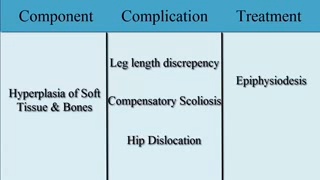 Component
Complication
Treatment
Hyperplasia of Soft
Tissue & Bones
Leg length discrepency
Compensatory Scoliosis
Hip Dislocation
Epiphysiodesis